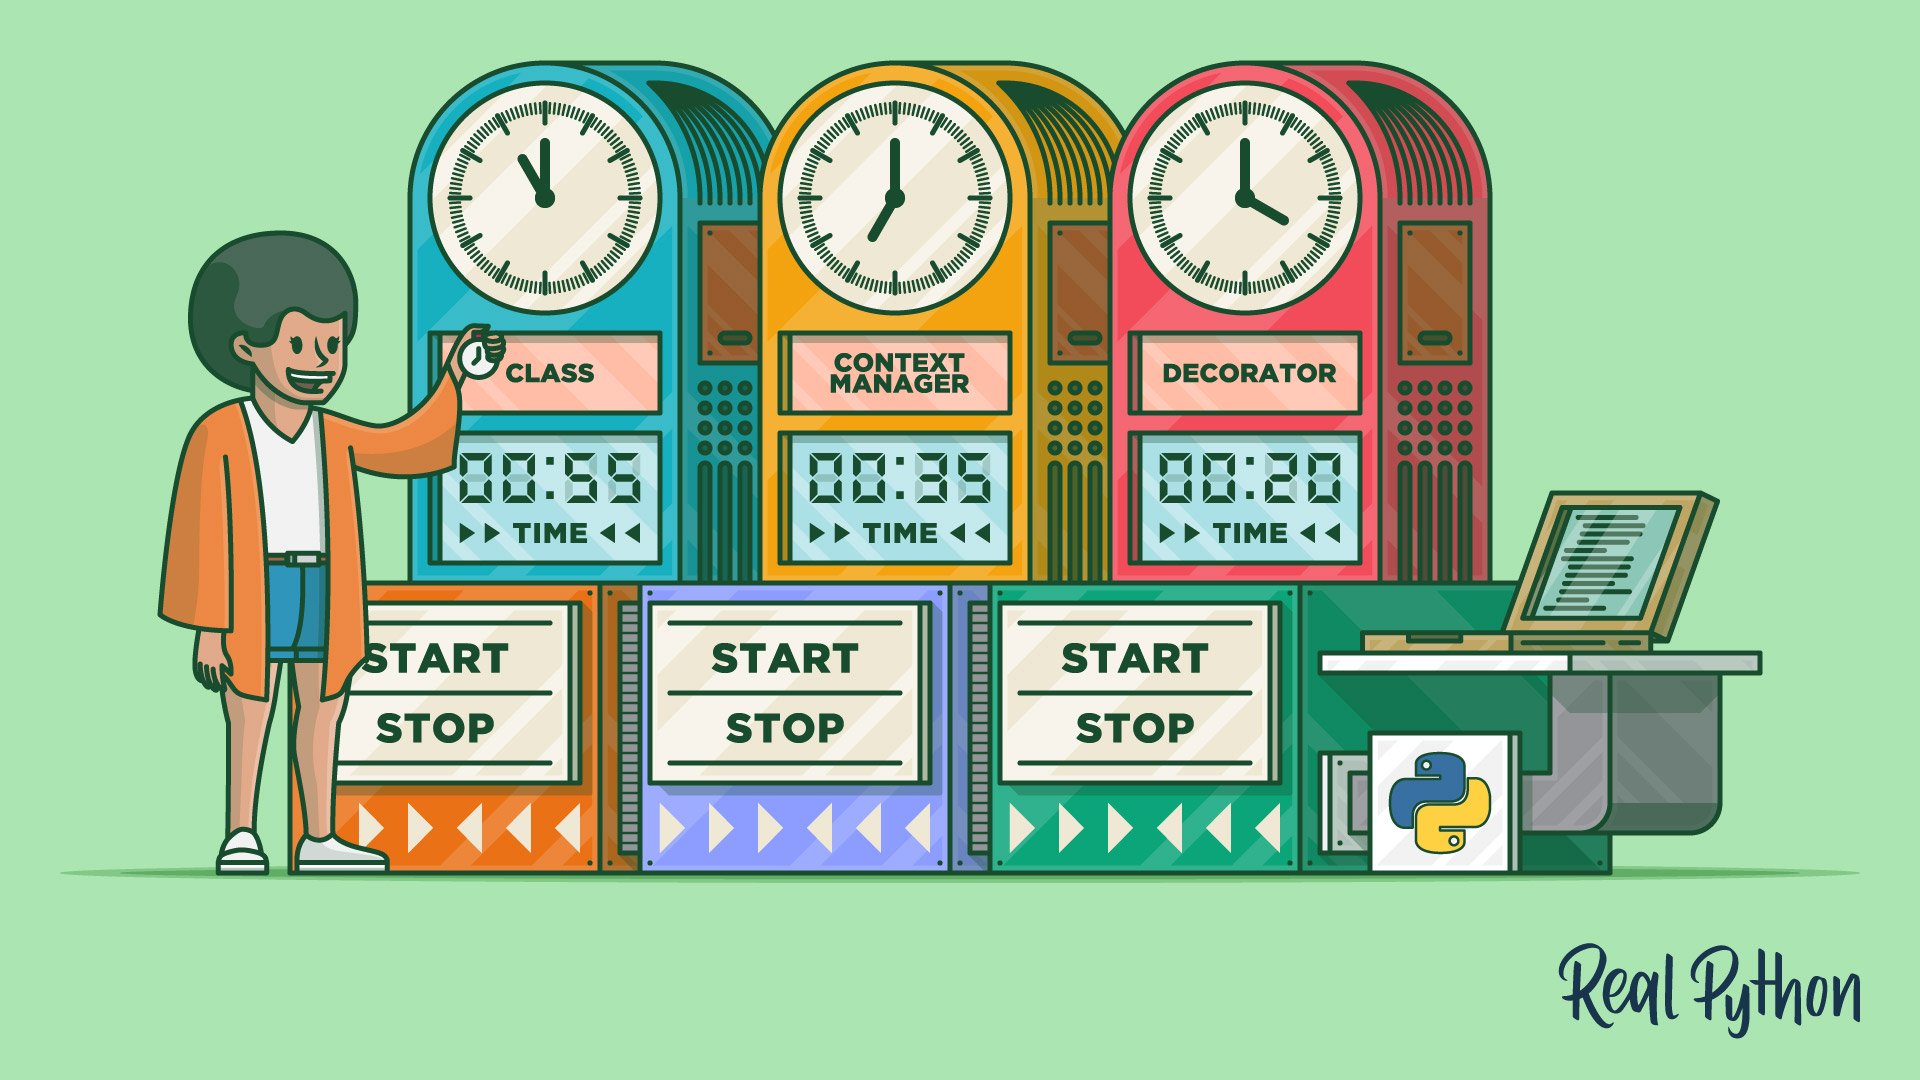 CLASS
CONTEXT
MANAGER
DECORATOR
00:55
00:35
00:20
TIME
TIME
TIME
START
STOP
START
STOP
START
STOP
Real Python